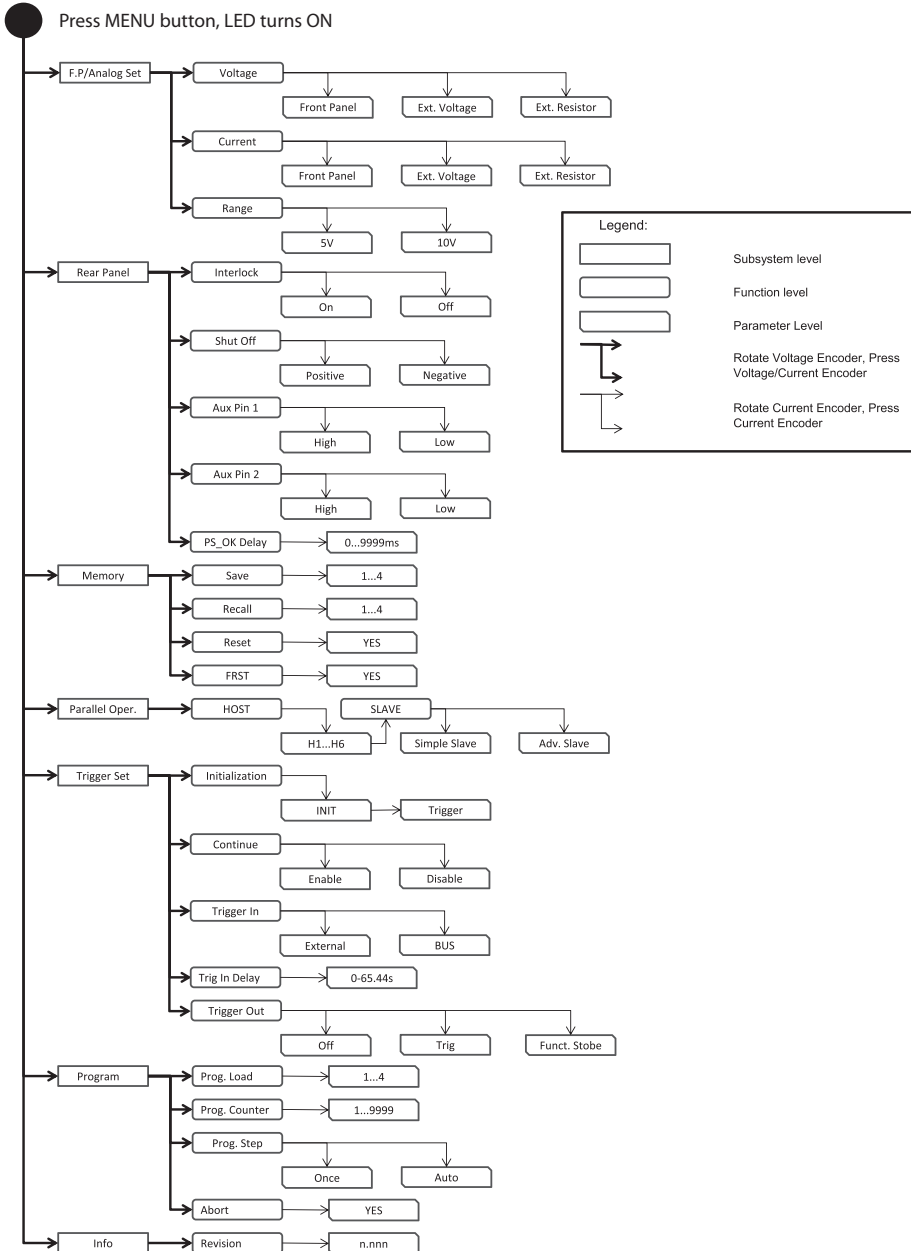 Press MENU button, LED turns ON
F.P/Analog Set
Voltage
Front Panel
Ext. Voltage
Ext. Resistor
Current
Front Panel
Ext. Voltage
Ext. Resistor
Range
5V
10V
Legend:
Subsystem level
Function level
Parameter Level
Rotate Voltage Encoder, Press
Voltage/Current Encoder
Rotate Current Encoder, Press
Current Encoder
Rear Panel
Interlock
On
Off
Shut Off
Positive
Negative
Aux Pin 1
High
Low
Aux Pin 2
High
Low
PS_OK Delay
0...9999ms
Memory
Save
1...4
Recall
1...4
Reset
YES
FRST
YES
Parallel Oper.
HOST
SLAVE
H1...H6
Simple Slave
Adv. Slave
Trigger Set
Initialization
INIT
Trigger
Continue
Enable
Disable
Trigger In
External
BUS
Trig In Delay
0-65.44s
Trigger Out
Off
Trig
Funct. Stobe
Program
Prog. Load
1...4
Prog. Counter
1...9999
Prog. Step
Once
Auto
Abort
YES
Info
Revision
n.nnn